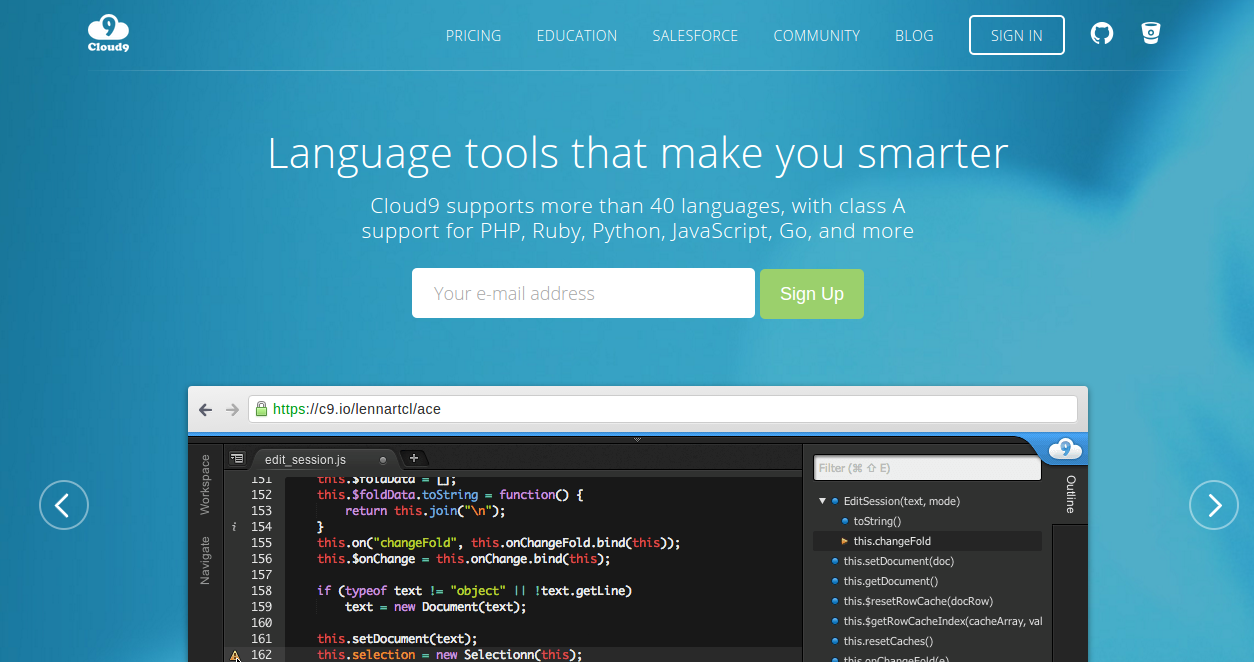 9
Cloud9
PRICING
EDUCATION
SALESFORCE
COMMUNITY
BLOG
SIGN IN
Language tools that make you smarter
Cloud9 supports more than 40 languages, with class A
support for PHP, Ruby, Python, JavaScript, Go, and more
Your e-mail address
Sign Up
https://c9.io/lennartcl/ace
9
Workspace
Navigate
edit_session.js
+
151 this.$foldData = [];
152 this.$foldData.toString = function() {
153 return this.join("\n");
i 154 }
155 this.on("changeFold", this.onChangeFold.bind(this));
156 this.$onChange = this.onChange.bind(this);
157
158 if (typeof text != "object" || !text.getLine)
159 text = new Document(text);
160
161 this.setDocument(text);
162 this.selection = new Selectionn(this);
Filter (⌘ ⇧ E)
EditSession(text, mode)
toString()
this.changeFold
this.setDocument(doc)
this.getDocument()
this.$resetRowCache(docRow)
this.$getRowCacheIndex(cacheArray, val
this.resetCaches()
this.onChangeFold(e)
Outline